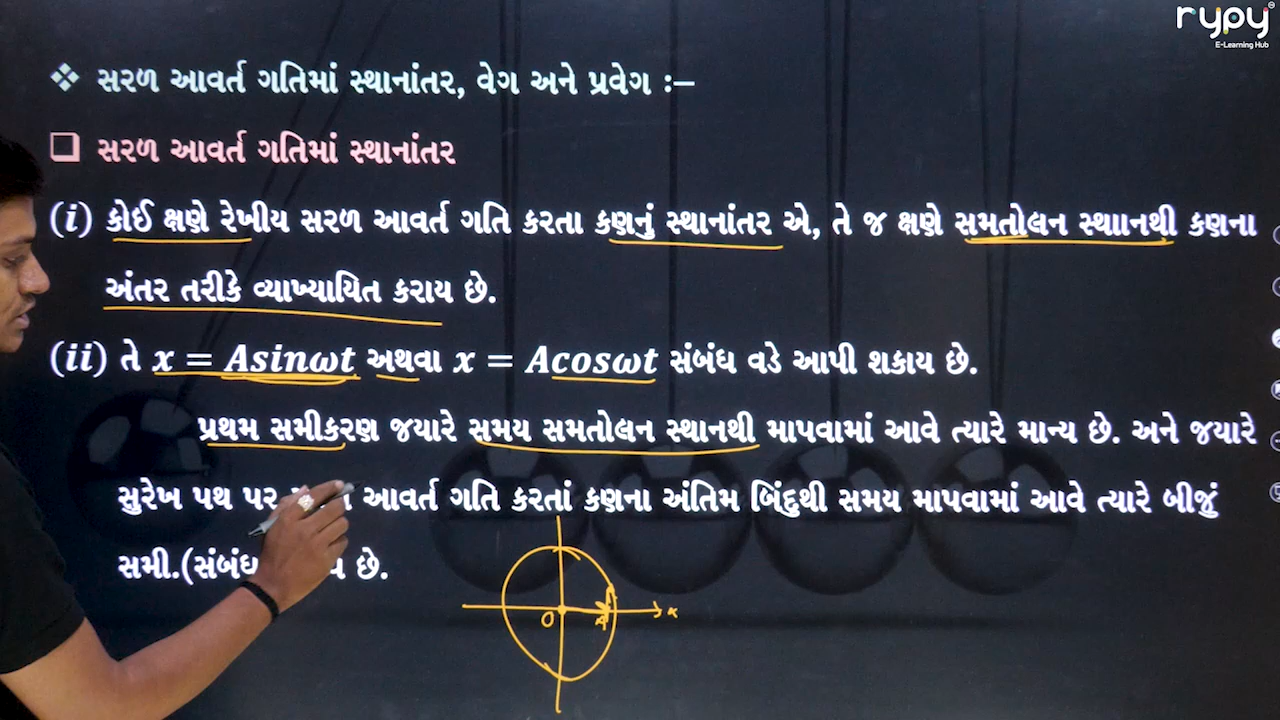 rypy
E-Learning Hub
❖ સરળ આવર્ત ગતિમાં સ્થાનાંતર, વેગ અને પ્રવેગ :–
❑ સરળ આવર્ત ગતિમાં સ્થાનાંતર
(i) કોઈ ક્ષણે રેખીય સરળ આવર્ત ગતિ કરતા કણનું સ્થાનાંતર એ, તે જ ક્ષણે સમતોલન સ્થાાનથી કણના
અંતર તરીકે વ્યાખ્યાયિત કરાય છે.
(ii) તે x = Asinωt અથવા x = Acosωt સંબંધ વડે આપી શકાય છે.
પ્રથમ સમીકરણ જયારે સમય સમતોલન સ્થાનથી માપવામાં આવે ત્યારે માન્ય છે. અને જયારે
સુરેખ પથ પર આવર્ત ગતિ કરતાં કણના અંતિમ બિંદુથી સમય માપવામાં આવે ત્યારે બીજું
સમી.(સંબંધ છે.
O x